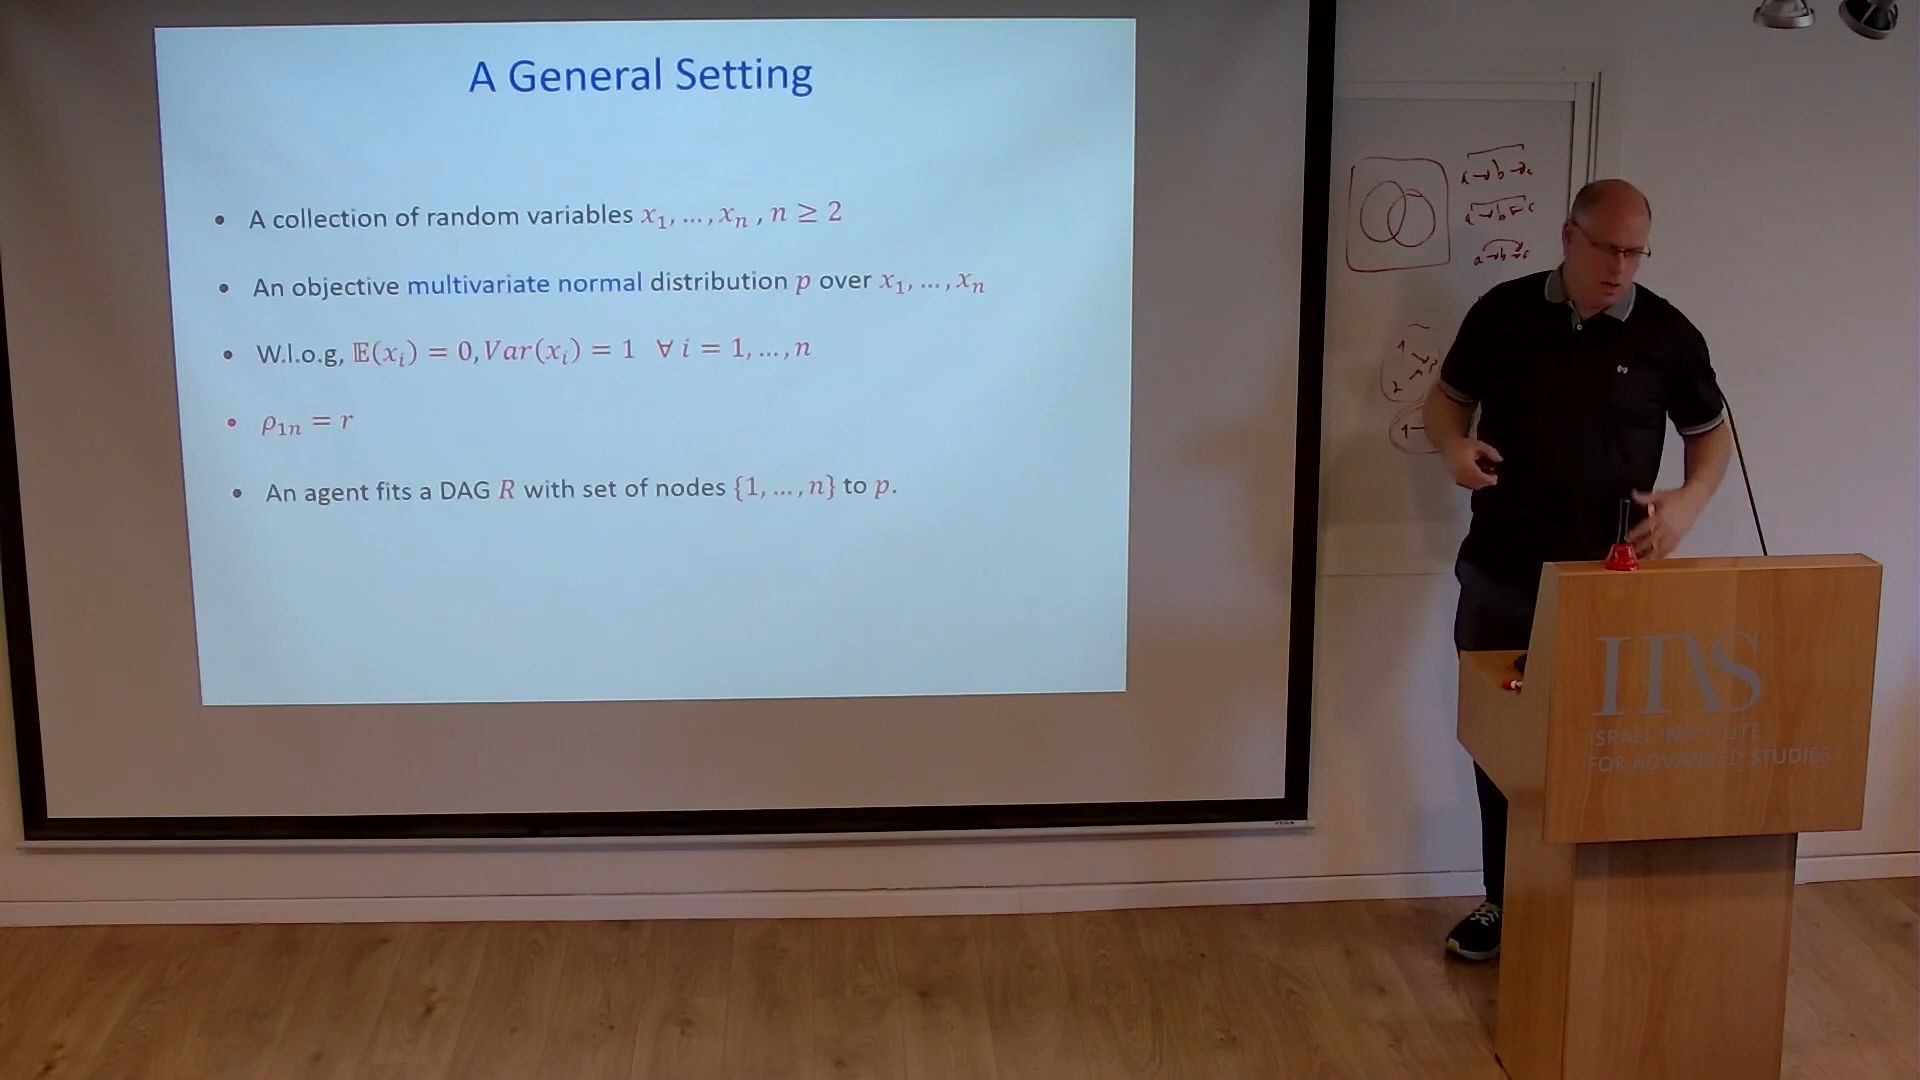 A General Setting
• A collection of random variables x₁, …, xₙ , n ≥ 2
• An objective multivariate normal distribution p over x₁, …, xₙ
• W.l.o.g, 𝔼(xᵢ) = 0, Var(xᵢ) = 1 ∀ i = 1, …, n
• ρ₁ₙ = r
• An agent fits a DAG R with set of nodes {1, …, n} to p.
IIAS
ISRAEL INSTITUTE
FOR ADVANCED STUDIES